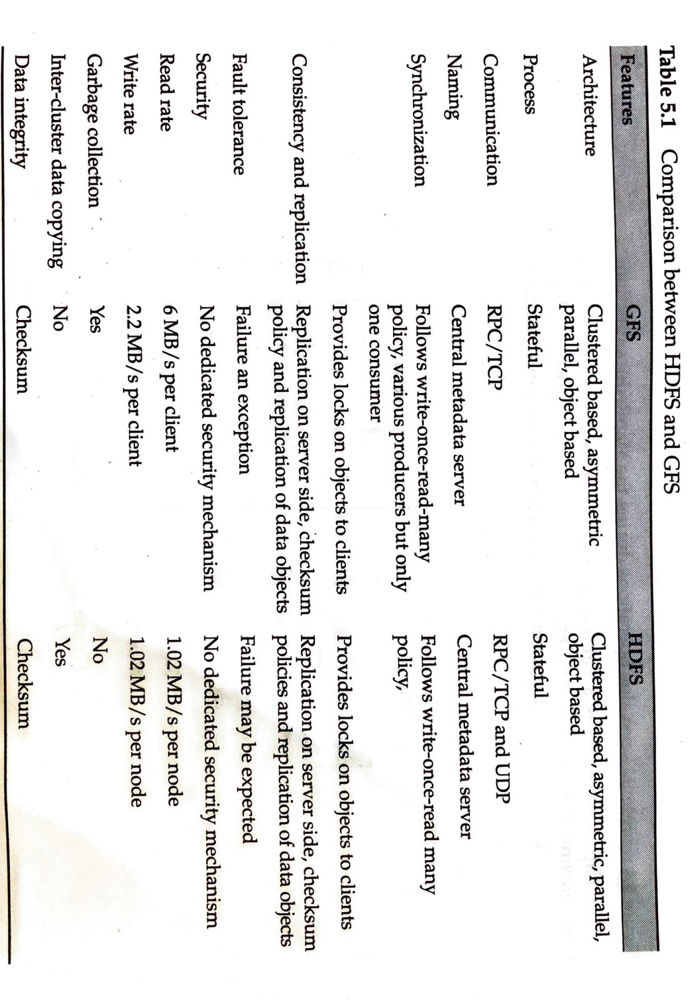 Table 5.1 Comparison between HDFS and GFS
Features GFS HDFS
Architecture Clustered based, asymmetric Clustered based, asymmetric, parallel,
parallel, object based object based
Process Stateful Stateful
Communication RPC/TCP RPC/TCP and UDP
Naming Central metadata server Central metadata server
Synchronization Follows write-once-read-many Follows write-once-read many
policy, various producers but only policy,
one consumer
Provides locks on objects to clients Provides locks on objects to clients
Consistency and replication Replication on server side, checksum Replication on server side, checksum
policy and replication of data objects policies and replication of data objects
Fault tolerance Failure an exception Failure may be expected
Security No dedicated security mechanism No dedicated security mechanism
Read rate 6 MB/s per client 1.02 MB/s per node
Write rate 2.2 MB/s per client 1.02 MB/s per node
Garbage collection Yes No
Inter-cluster data copying No Yes
Data integrity Checksum Checksum